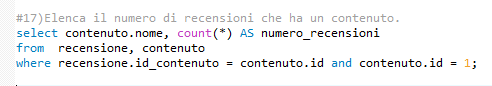 #17)Elenca il numero di recensioni che ha un contenuto.
select contenuto.nome, count(*) AS numero_recensioni
from  recensione, contenuto
where recensione.id_contenuto = contenuto.id and contenuto.id = 1;